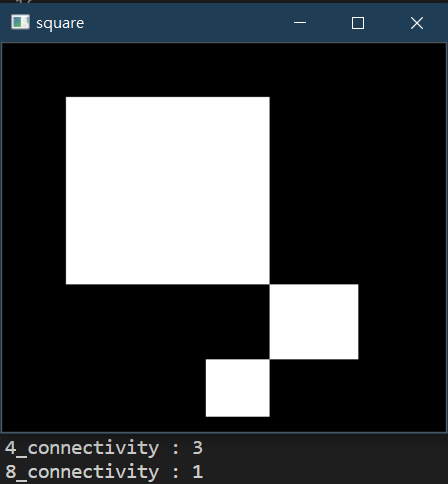 square
4_connectivity : 3
8_connectivity : 1